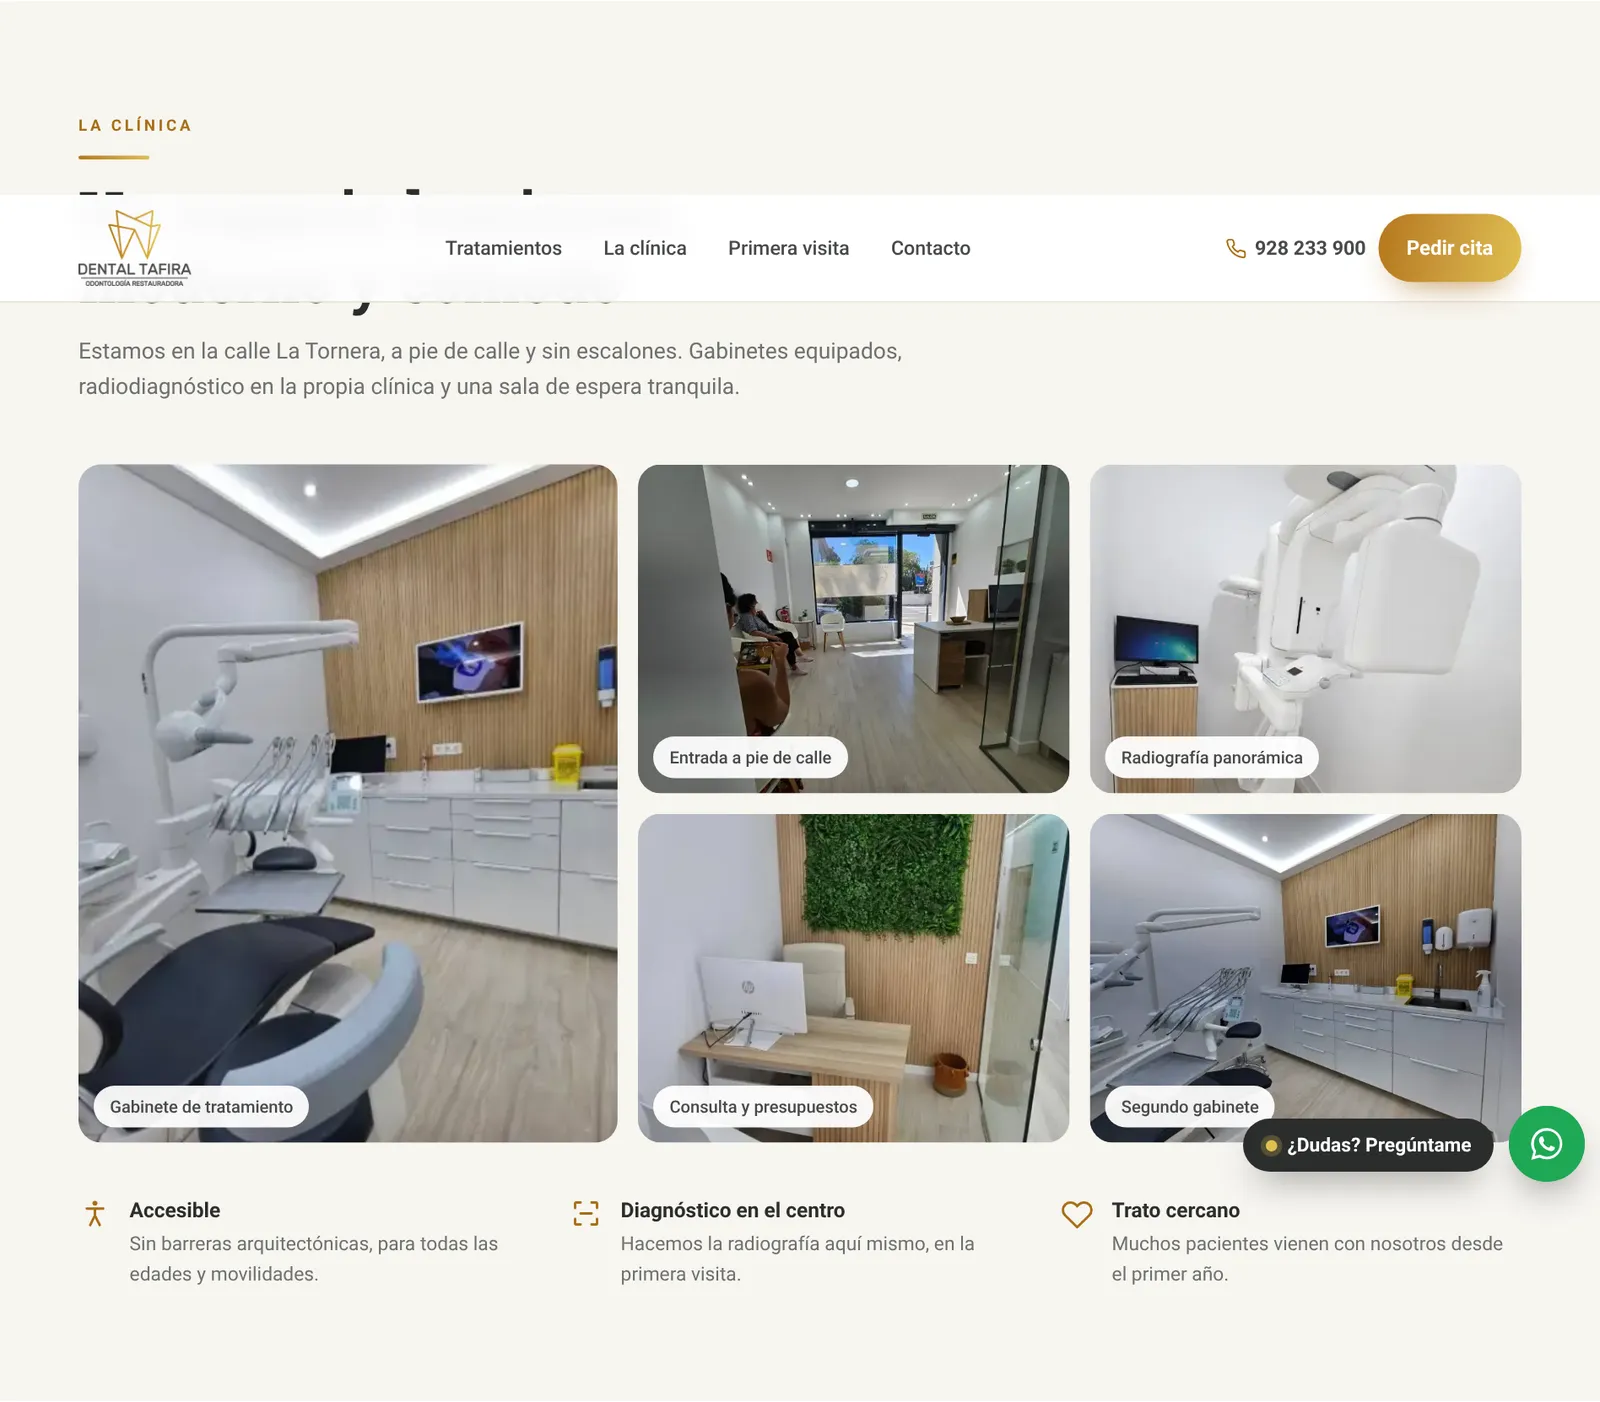 LA CLÍNICA
DENTAL TAFIRA
ODONTOLOGÍA RESTAURADORA
Tratamientos
La clínica
Primera visita
Contacto
928 233 900
Pedir cita
Estamos en la calle La Tornera, a pie de calle y sin escalones. Gabinetes equipados,
radiodiagnóstico en la propia clínica y una sala de espera tranquila.
Entrada a pie de calle
Radiografía panorámica
Gabinete de tratamiento
Consulta y presupuestos
Segundo gabinete
¿Dudas? Pregúntame
Accesible
Sin barreras arquitectónicas, para todas las
edades y movilidades.
Diagnóstico en el centro
Hacemos la radiografía aquí mismo, en la
primera visita.
Trato cercano
Muchos pacientes vienen con nosotros desde
el primer año.